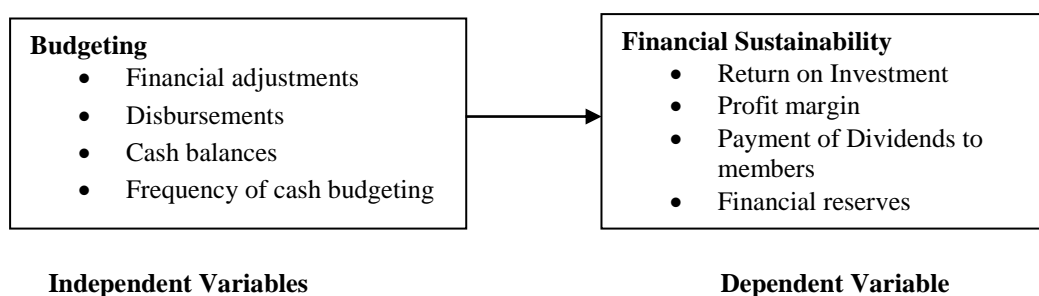 Budgeting
• Financial adjustments
• Disbursements
• Cash balances
• Frequency of cash budgeting
Financial Sustainability
• Return on Investment
• Profit margin
• Payment of Dividends to
members
• Financial reserves
Independent Variables
Dependent Variable